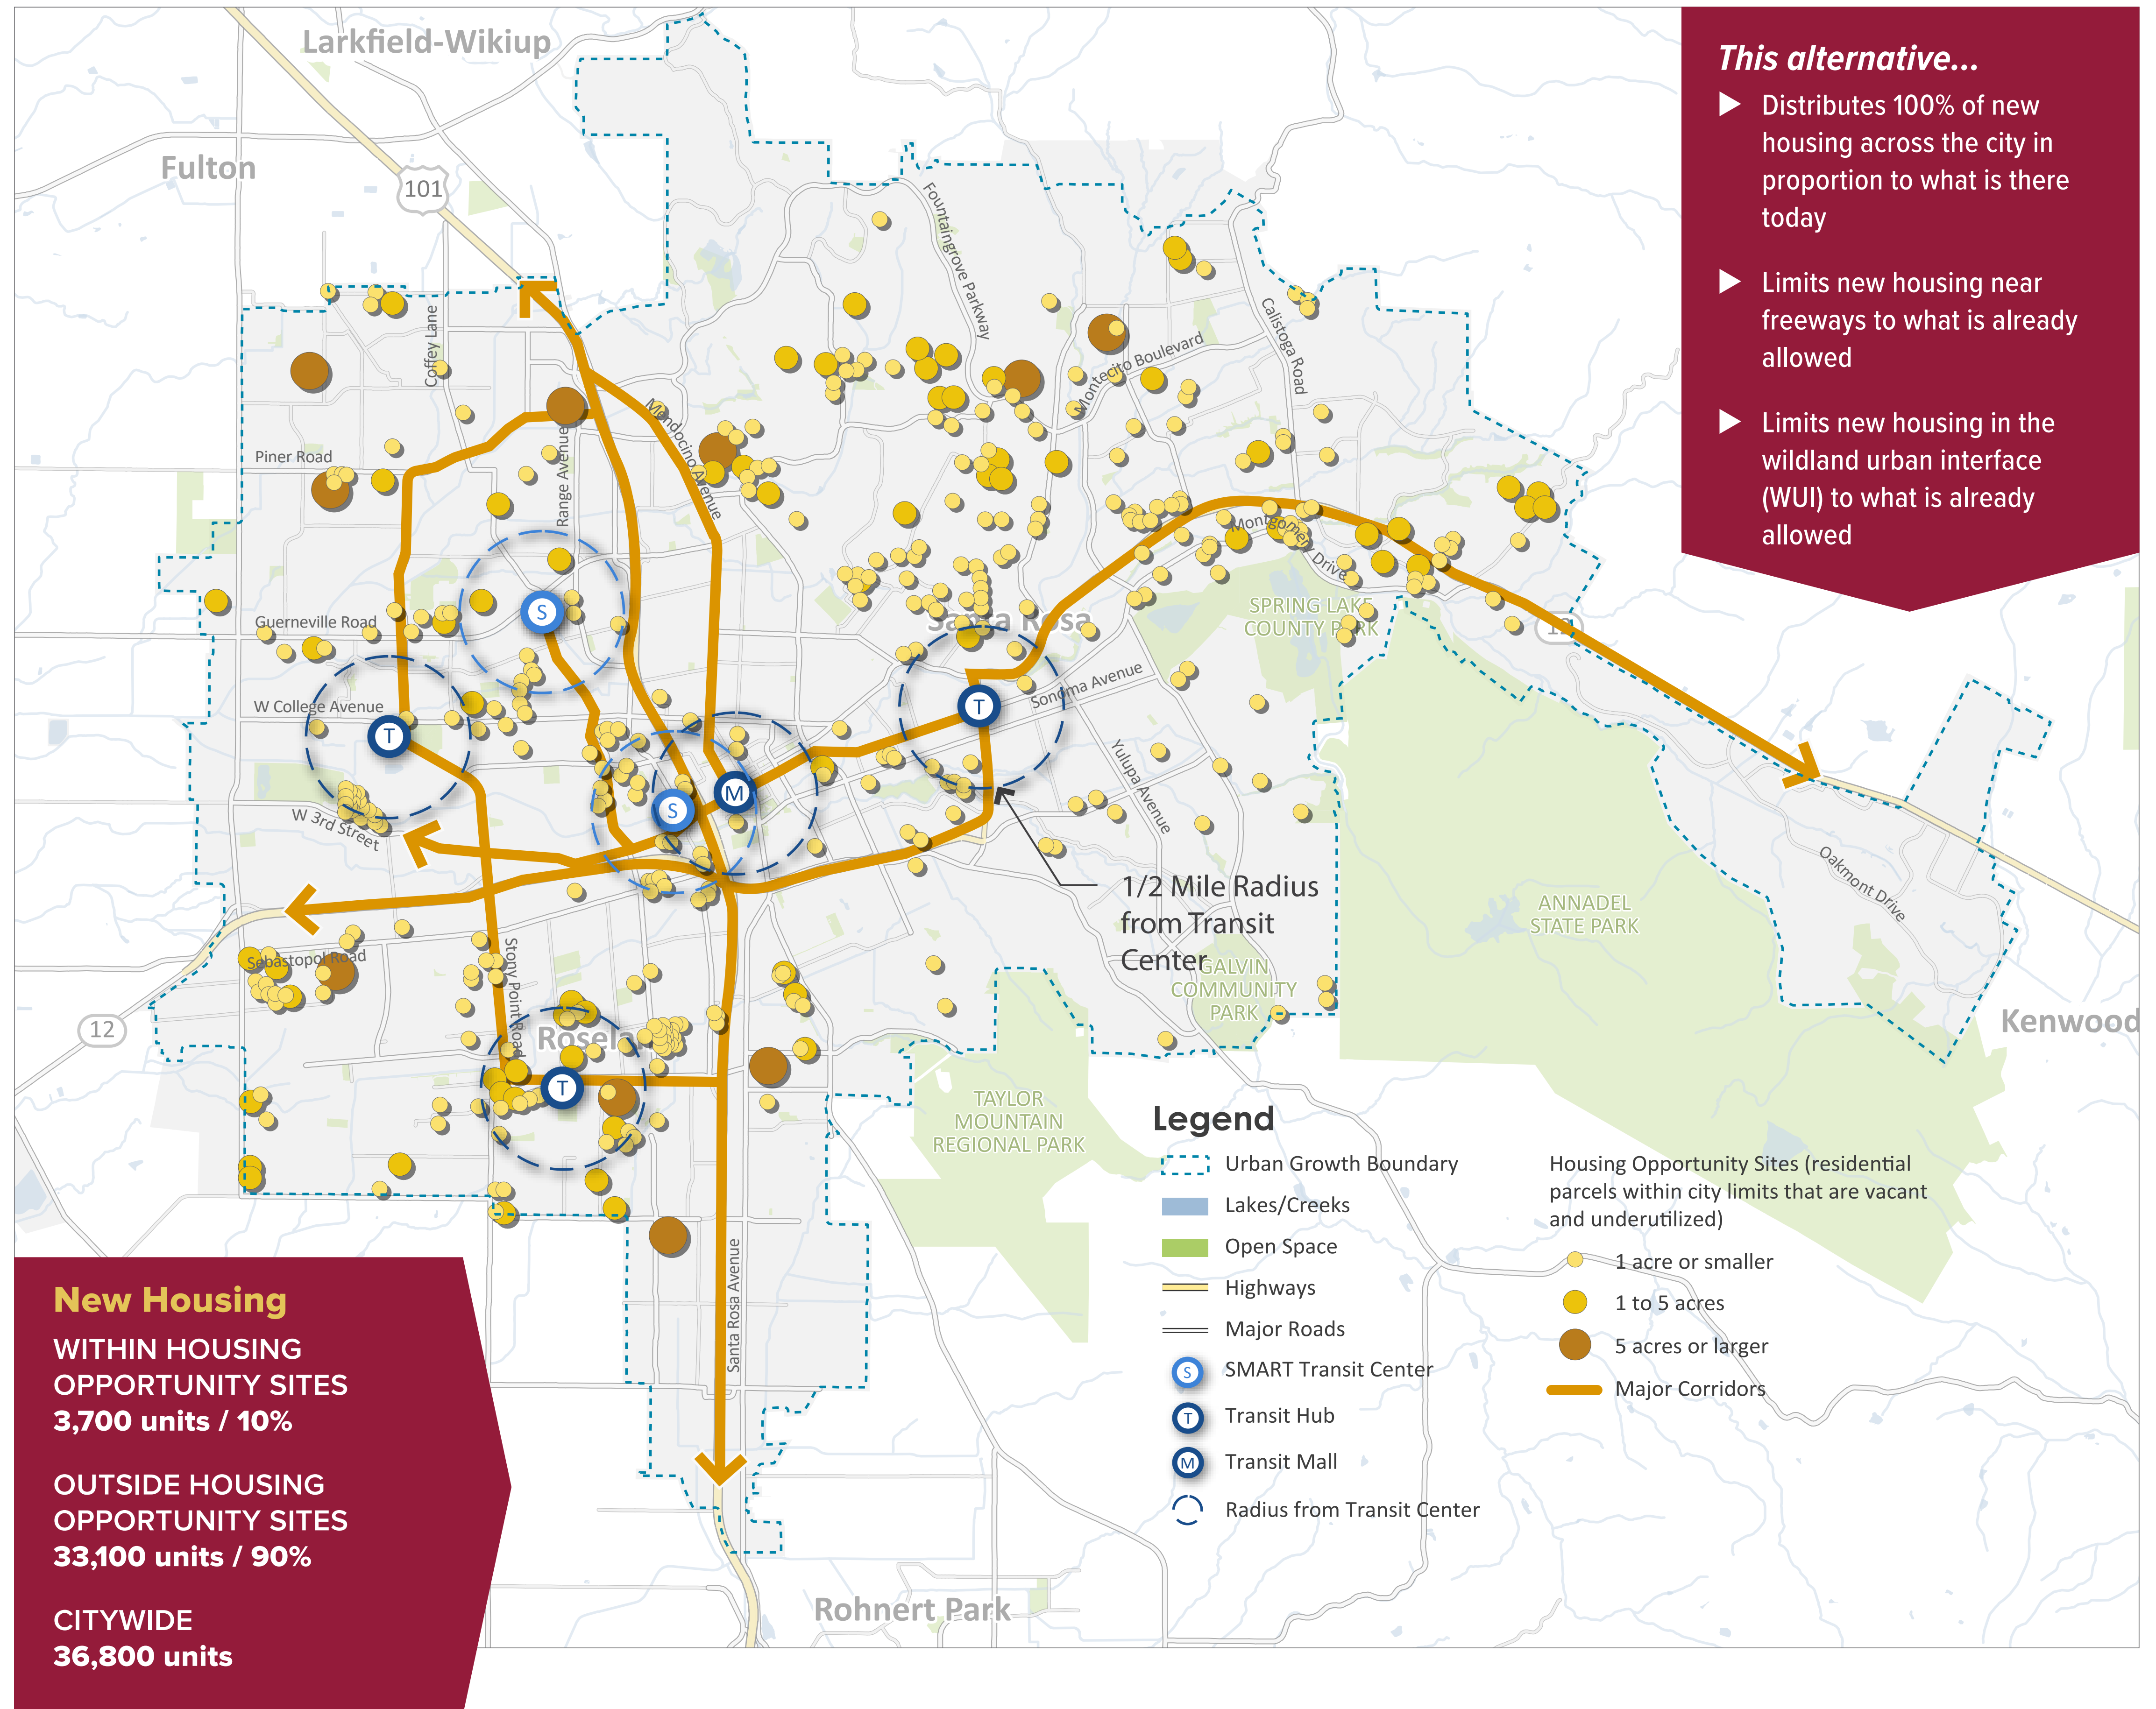 Larkfield-Wikiup
Fulton
101
Fountaingrove Parkway
Coffey Lane
Calistoga Road
Montecito Boulevard
Mendocino Avenue
Range Avenue
Piner Road
Montgomery Drive
Guerneville Road
Santa Rosa
SPRING LAKE
COUNTY PARK
12
Sonoma Avenue
W College Avenue
S
T
T
M
S
Yulupa Avenue
W 3rd Street
Oakmont Drive
1/2 Mile Radius
from Transit
Center
ANNADEL
STATE PARK
GALVIN
COMMUNITY
PARK
Sebastopol Road
Stony Point Road
12
Kenwood
T
TAYLOR
MOUNTAIN
REGIONAL PARK
Santa Rosa Avenue
Rohnert Park
This alternative...
Distributes 100% of new
housing across the city in
proportion to what is there
today
Limits new housing near
freeways to what is already
allowed
Limits new housing in the
wildland urban interface
(WUI) to what is already
allowed
Legend
Urban Growth Boundary
Lakes/Creeks
Open Space
Highways
Major Roads
S SMART Transit Center
T Transit Hub
M Transit Mall
Radius from Transit Center
Housing Opportunity Sites (residential
parcels within city limits that are vacant
and underutilized)
1 acre or smaller
1 to 5 acres
5 acres or larger
Major Corridors
New Housing
WITHIN HOUSING
OPPORTUNITY SITES
3,700 units / 10%
OUTSIDE HOUSING
OPPORTUNITY SITES
33,100 units / 90%
CITYWIDE
36,800 units